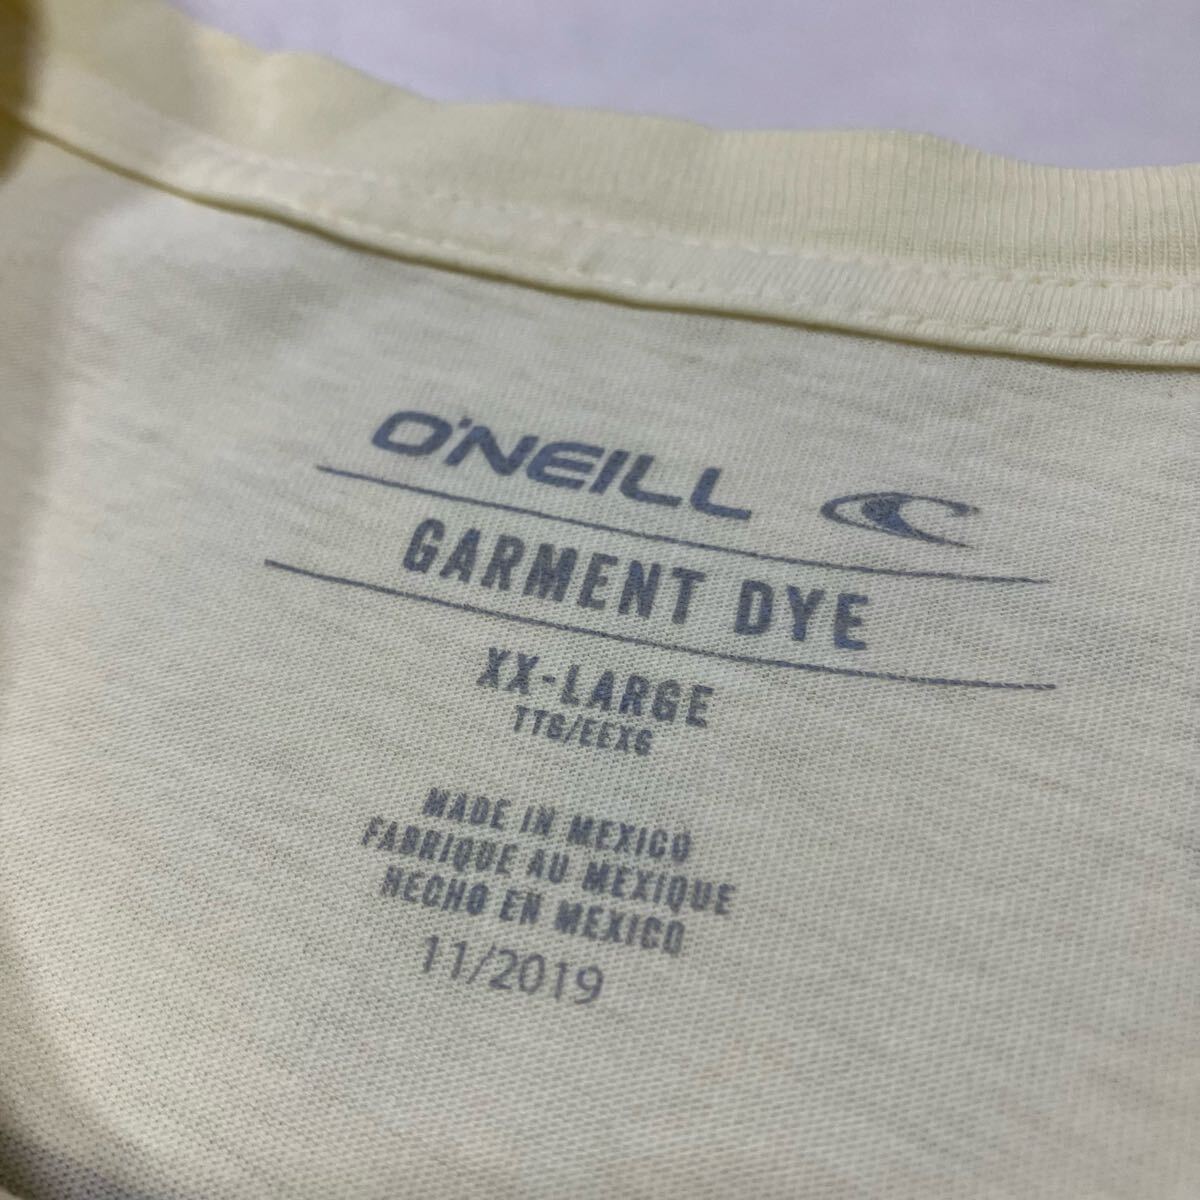 O'NEILL
GARMENT DYE
XX-LARGE
TTG/EEXG
MADE IN MEXICO
FABRIQUE AU MEXIQUE
HECHO EN MEXICO
11/2019